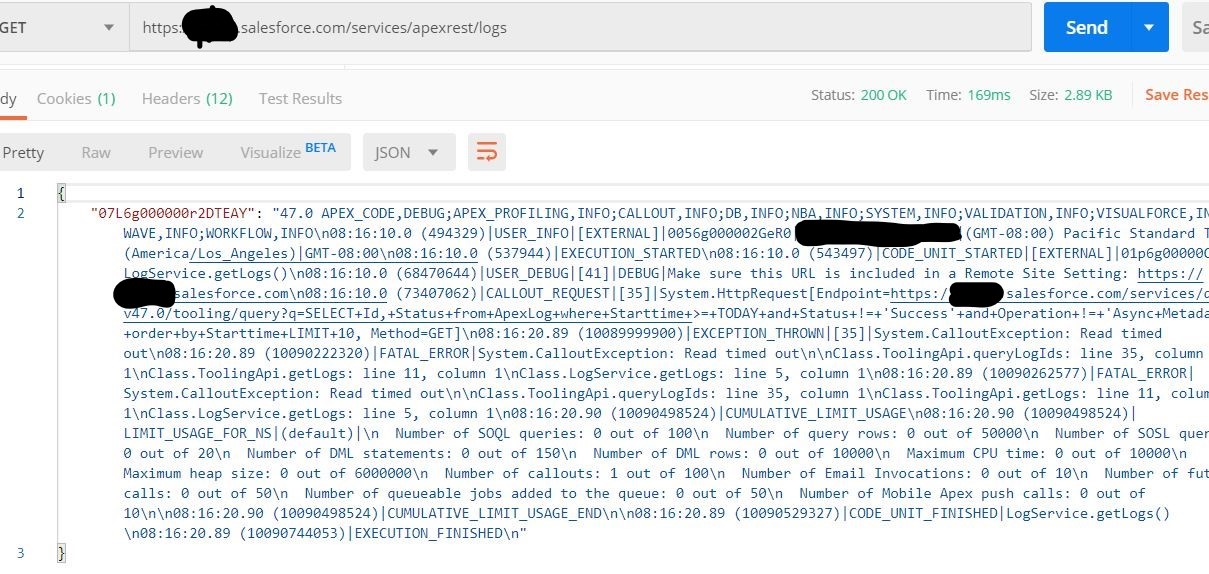 GET https: .salesforce.com/services/apexrest/logs Send Sa
dy Cookies (1) Headers (12) Test Results Status: 200 OK Time: 169ms Size: 2.89 KB Save Res
Pretty Raw Preview Visualize BETA JSON
1 {
2 "07L6g000000r2DTEAY": "47.0 APEX_CODE,DEBUG;APEX_PROFILING,INFO;CALLOUT,INFO;DB,INFO;NBA,INFO;SYSTEM,INFO;VALIDATION,INFO;VISUALFORCE,IN
WAVE,INFO;WORKFLOW,INFO\n08:16:10.0 (494329)|USER_INFO|[EXTERNAL]|0056g000002GeR0 (GMT-08:00) Pacific Standard T
(America/Los_Angeles)|GMT-08:00\n08:16:10.0 (537944)|EXECUTION_STARTED\n08:16:10.0 (543497)|CODE_UNIT_STARTED|[EXTERNAL]|01p6g00000C
LogService.getLogs()\n08:16:10.0 (68470644)|USER_DEBUG|[41]|DEBUG|Make sure this URL is included in a Remote Site Setting: https://
salesforce.com\n08:16:10.0 (73407062)|CALLOUT_REQUEST|[35]|System.HttpRequest[Endpoint=https:/ salesforce.com/services/d
v47.0/tooling/query?q=SELECT+Id,+Status+from+ApexLog+where+Starttime+>=+TODAY+and+Status+!=+'Success'+and+Operation+!=+'Async+Metada
+order+by+Starttime+LIMIT+10, Method=GET]\n08:16:20.89 (10089999900)|EXCEPTION_THROWN|[35]|System.CalloutException: Read timed
out\n08:16:20.89 (10090222320)|FATAL_ERROR|System.CalloutException: Read timed out\n\nClass.ToolingApi.queryLogIds: line 35, column
1\nClass.ToolingApi.getLogs: line 11, column 1\nClass.LogService.getLogs: line 5, column 1\n08:16:20.89 (10090262577)|FATAL_ERROR|
System.CalloutException: Read timed out\n\nClass.ToolingApi.queryLogIds: line 35, column 1\nClass.ToolingApi.getLogs: line 11, column
1\nClass.LogService.getLogs: line 5, column 1\n08:16:20.90 (10090498524)|CUMULATIVE_LIMIT_USAGE\n08:16:20.90 (10090498524)|
LIMIT_USAGE_FOR_NS|(default)|\n  Number of SOQL queries: 0 out of 100\n  Number of query rows: 0 out of 50000\n  Number of SOSL quer
0 out of 20\n  Number of DML statements: 0 out of 150\n  Number of DML rows: 0 out of 10000\n  Maximum CPU time: 0 out of 10000\n
Maximum heap size: 0 out of 6000000\n  Number of callouts: 1 out of 100\n  Number of Email Invocations: 0 out of 10\n  Number of fut
calls: 0 out of 50\n  Number of queueable jobs added to the queue: 0 out of 50\n  Number of Mobile Apex push calls: 0 out of
10\n\n08:16:20.90 (10090498524)|CUMULATIVE_LIMIT_USAGE_END\n\n08:16:20.89 (10090529327)|CODE_UNIT_FINISHED|LogService.getLogs()
\n08:16:20.89 (10090744053)|EXECUTION_FINISHED\n"
3 }